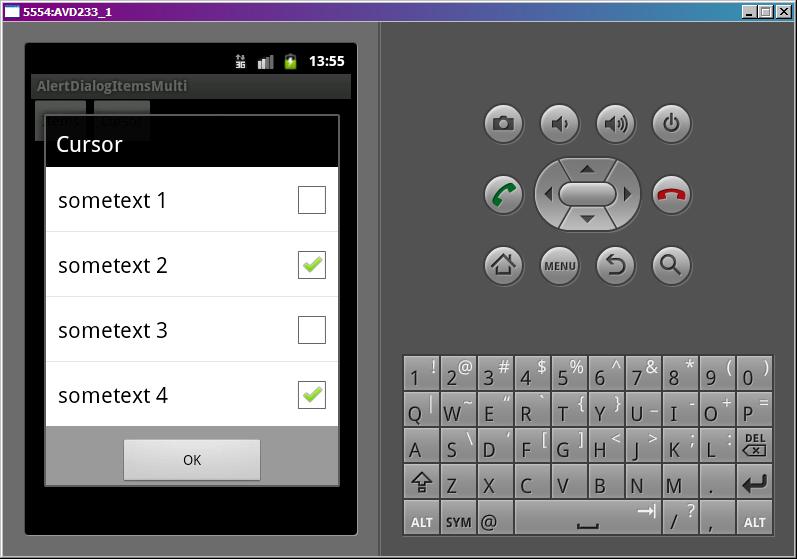 5554:AVD233_1
3G 13:55
AlertDialogItemsMulti
Cursor
sometext 1
sometext 2
sometext 3
sometext 4
OK
MENU
1 ! 2 @ 3 # 4 $ 5 % 6 ^ 7 & 8 * 9 ( 0 )
Q | W ~ E “ R ` T { Y } U _ I - O + P =
A S \ D ‘ F [ G ] H < J > K ; L : DEL
Z X C V B N M .
ALT SYM @ / ? , ALT